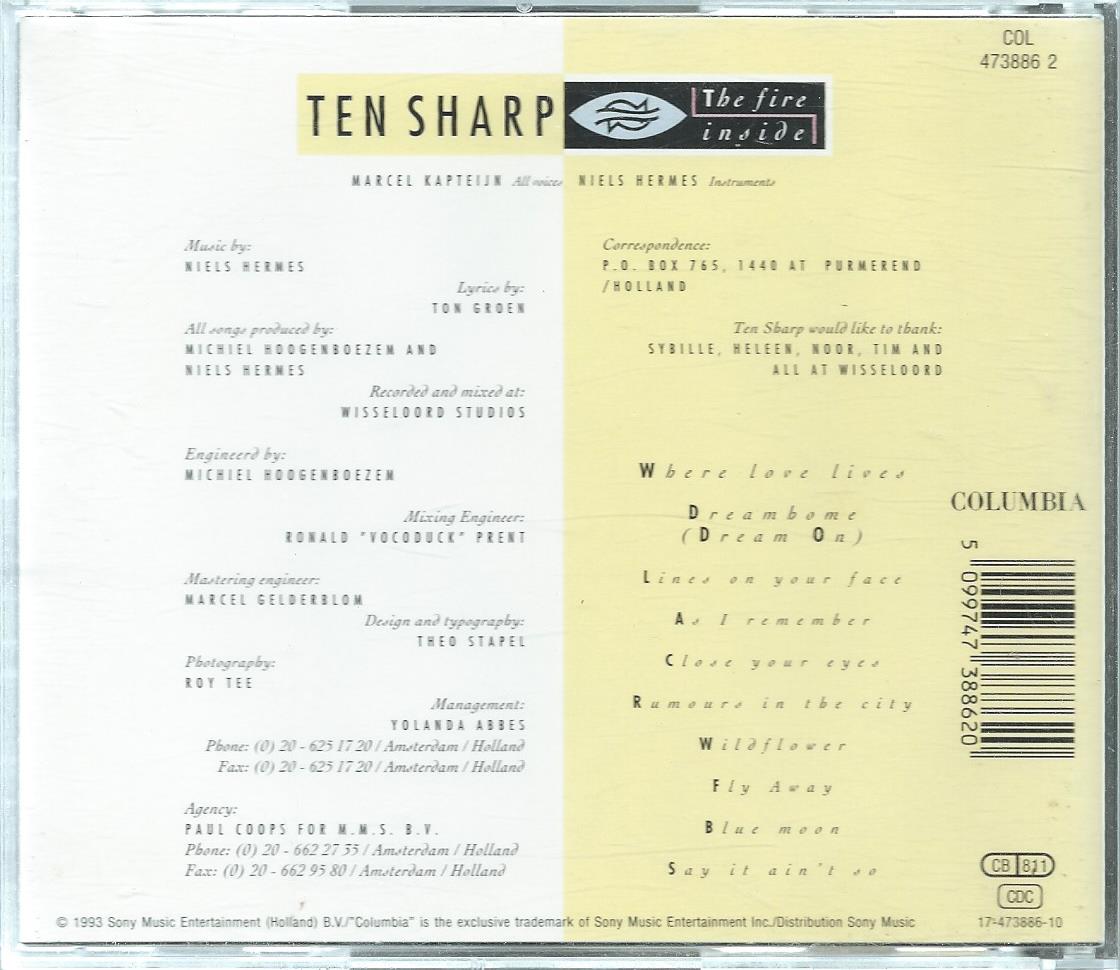 COL
473886 2
TEN SHARP
The fire
inside
MARCEL KAPTEIJN All voices NIELS HERMES Instruments
Music by:
NIELS HERMES
Lyrics by:
TON GROEN
All songs produced by:
MICHIEL HOOGENBOEZEM AND
NIELS HERMES
Recorded and mixed at:
WISSELOORD STUDIOS
Engineerd by:
MICHIEL HOOGENBOEZEM
Mixing Engineer:
RONALD "VOCODUCK" PRENT
Mastering engineer:
MARCEL GELDERBLOM
Design and typography:
THEO STAPEL
Photography:
ROY TEE
Management:
YOLANDA ABBES
Phone: (0) 20 - 625 17 20 / Amsterdam / Holland
Fax: (0) 20 - 625 17 20 / Amsterdam / Holland
Agency:
PAUL COOPS FOR M.M.S. B.V.
Phone: (0) 20 - 662 27 55 / Amsterdam / Holland
Fax: (0) 20 - 662 95 80 / Amsterdam / Holland
Correspondence:
P.O. BOX 765, 1440 AT PURMEREND
/HOLLAND
Ten Sharp would like to thank:
SYBILLE, HELEEN, NOOR, TIM AND
ALL AT WISSELOORD
Where love lives
Dreamhome
(Dream On)
Lines on your face
As I remember
Close your eyes
Rumours in the city
Wildflower
Fly Away
Blue moon
Say it ain't so
COLUMBIA
5 099747 388620
CB 811
CDC
© 1993 Sony Music Entertainment (Holland) B.V./"Columbia" is the exclusive trademark of Sony Music Entertainment Inc./Distribution Sony Music
17-473886-10